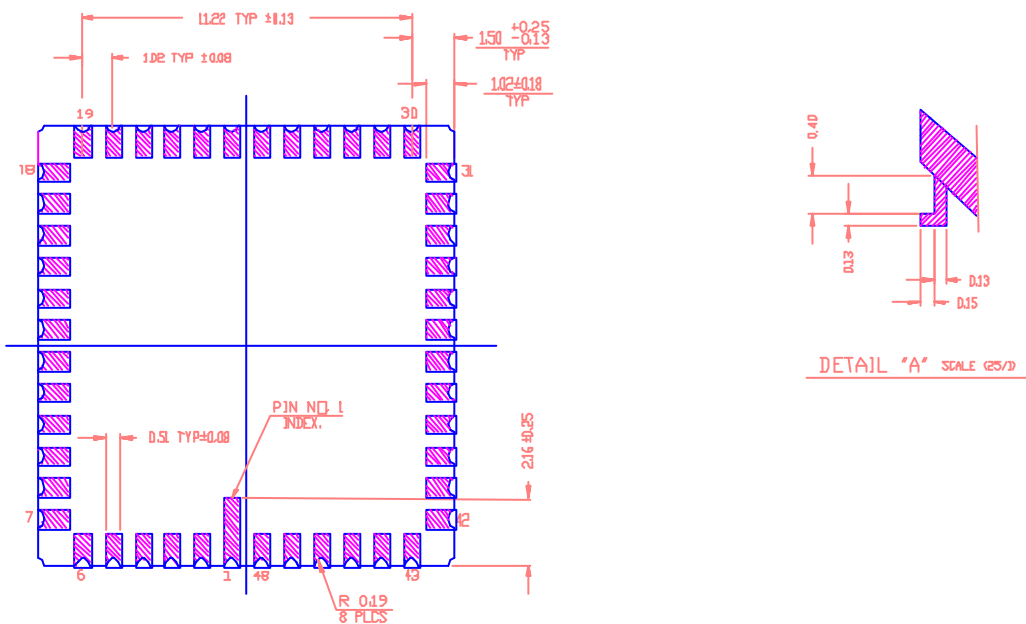 11.22 TYP ±0.13
+0.25
1.50 -0.13
TYP
1.02 TYP ±0.08
1.02±0.18
TYP
19
30
18
31
0.40
0.13
0.13
0.15
DETAIL "A" SCALE (25/1)
PIN NO. 1
INDEX.
0.51 TYP±0.08
2.16 ±0.25
7
42
6
1
48
43
R 0.19
8 PLCS